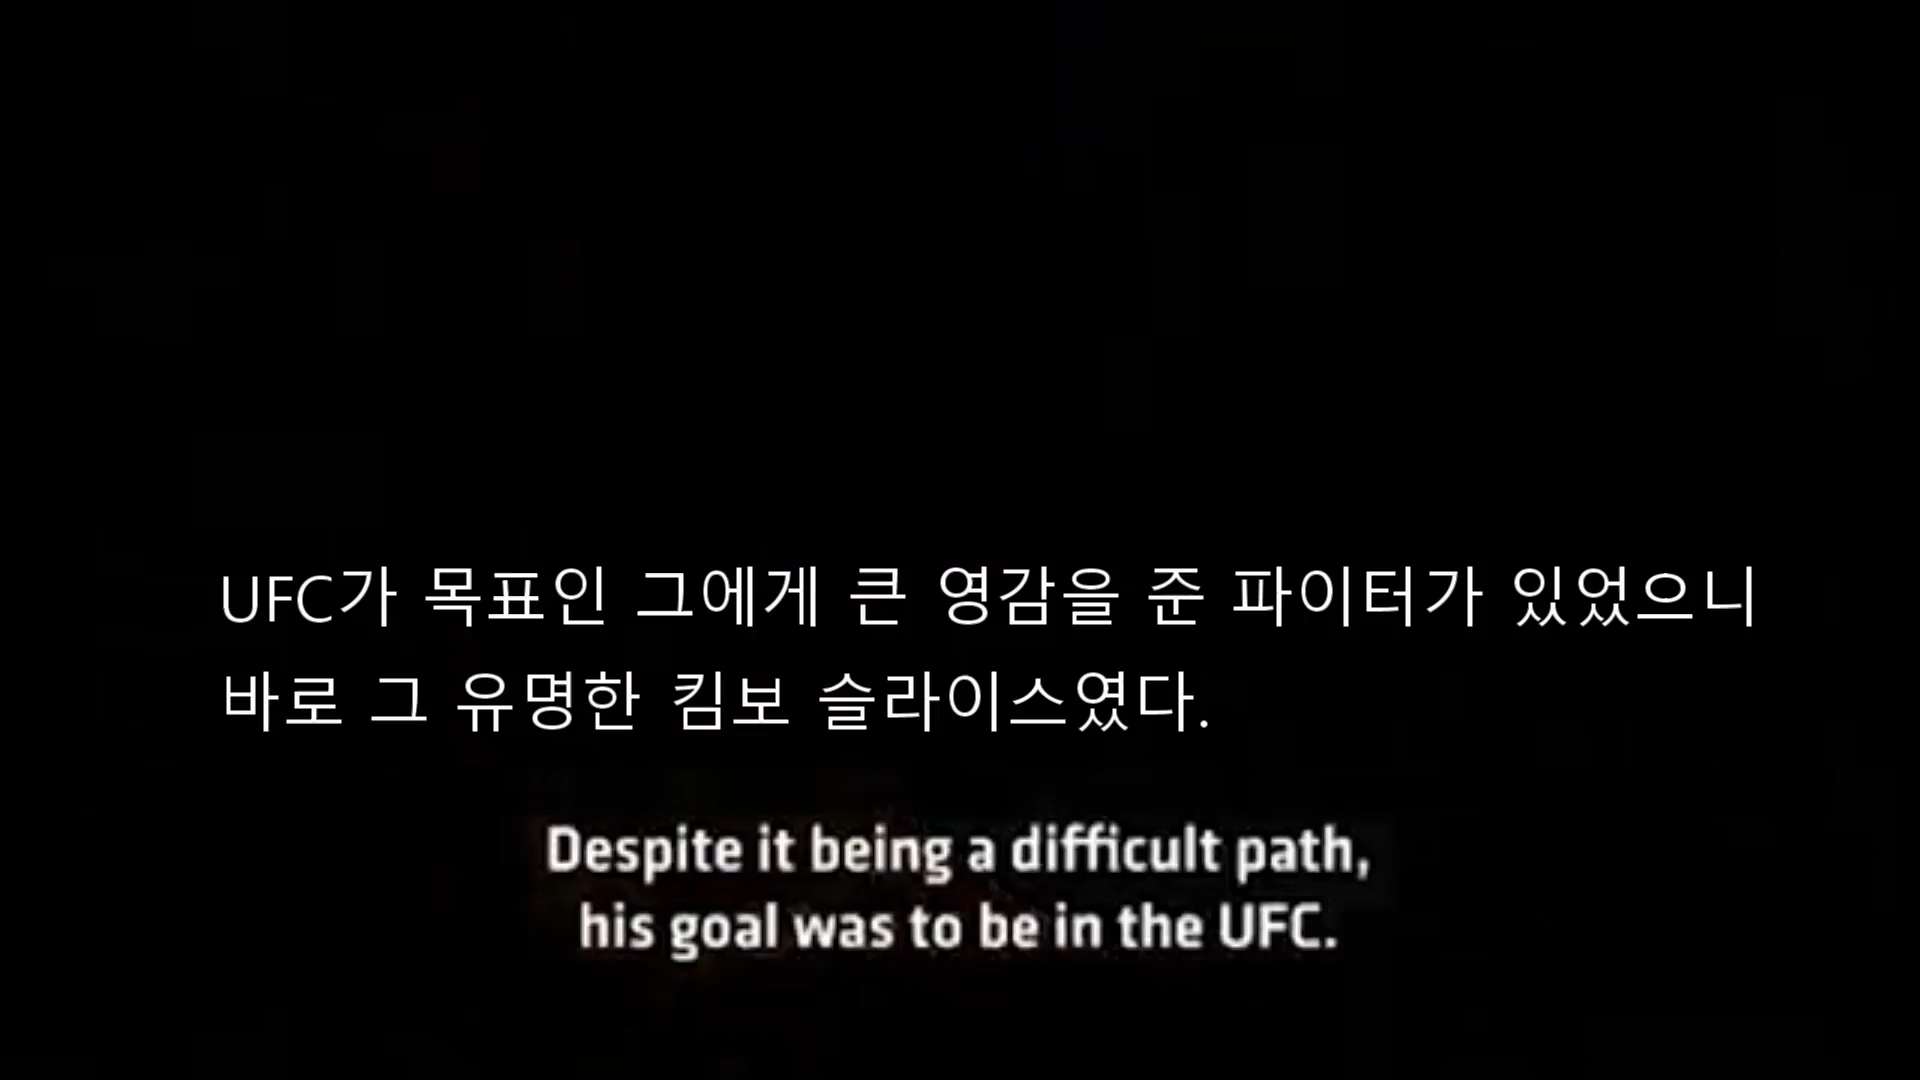 UFC가 목표인 그에게 큰 영감을 준 파이터가 있었으니
바로 그 유명한 킴보 슬라이스였다.
Despite it being a difficult path,
his goal was to be in the UFC.